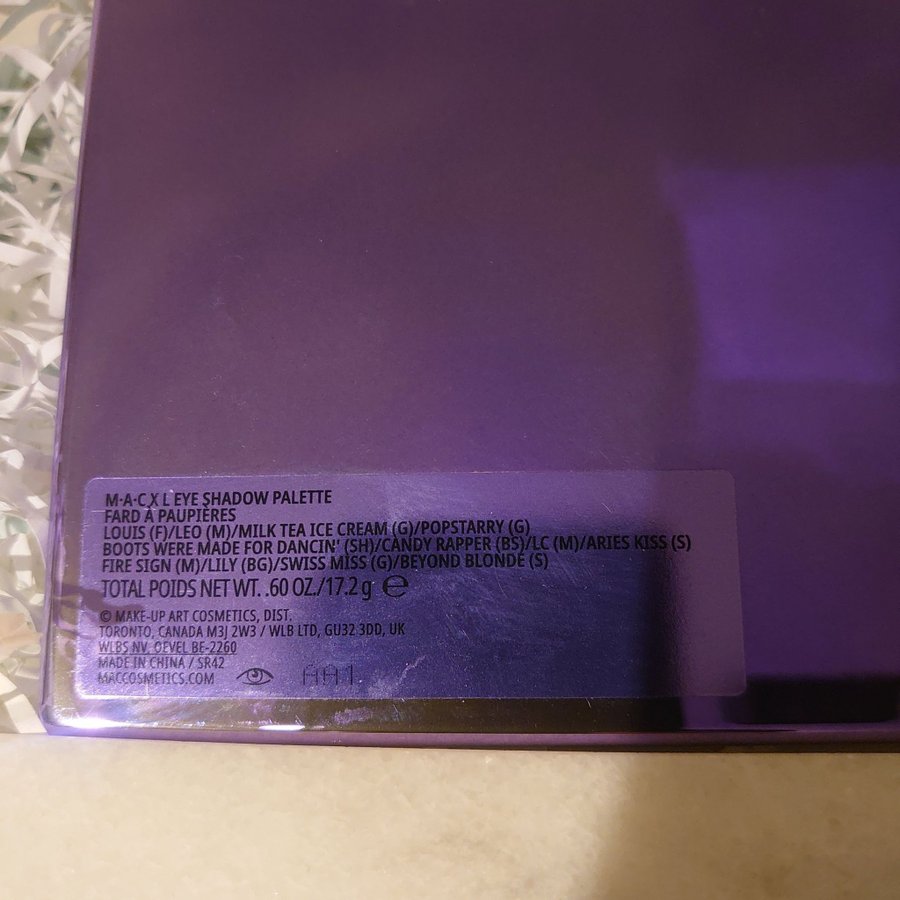 M·A·C X L EYE SHADOW PALETTE
FARD À PAUPIÈRES
LOUIS (F)/LEO (M)/MILK TEA ICE CREAM (G)/POPSTARRY (G)
BOOTS WERE MADE FOR DANCIN' (SH)/CANDY RAPPER (BS)/LC (M)/ARIES KISS (S)
FIRE SIGN (M)/LILY (BG)/SWISS MISS (G)/BEYOND BLONDE (S)
TOTAL POIDS NET WT. .60 OZ./17.2 g ℮
© MAKE-UP ART COSMETICS, DIST.
TORONTO, CANADA M3J 2W3 / WLB LTD, GU32 3DD, UK
WLBS NV, OEVEL BE-2260
MADE IN CHINA / SR42
MACCOSMETICS.COM AA1